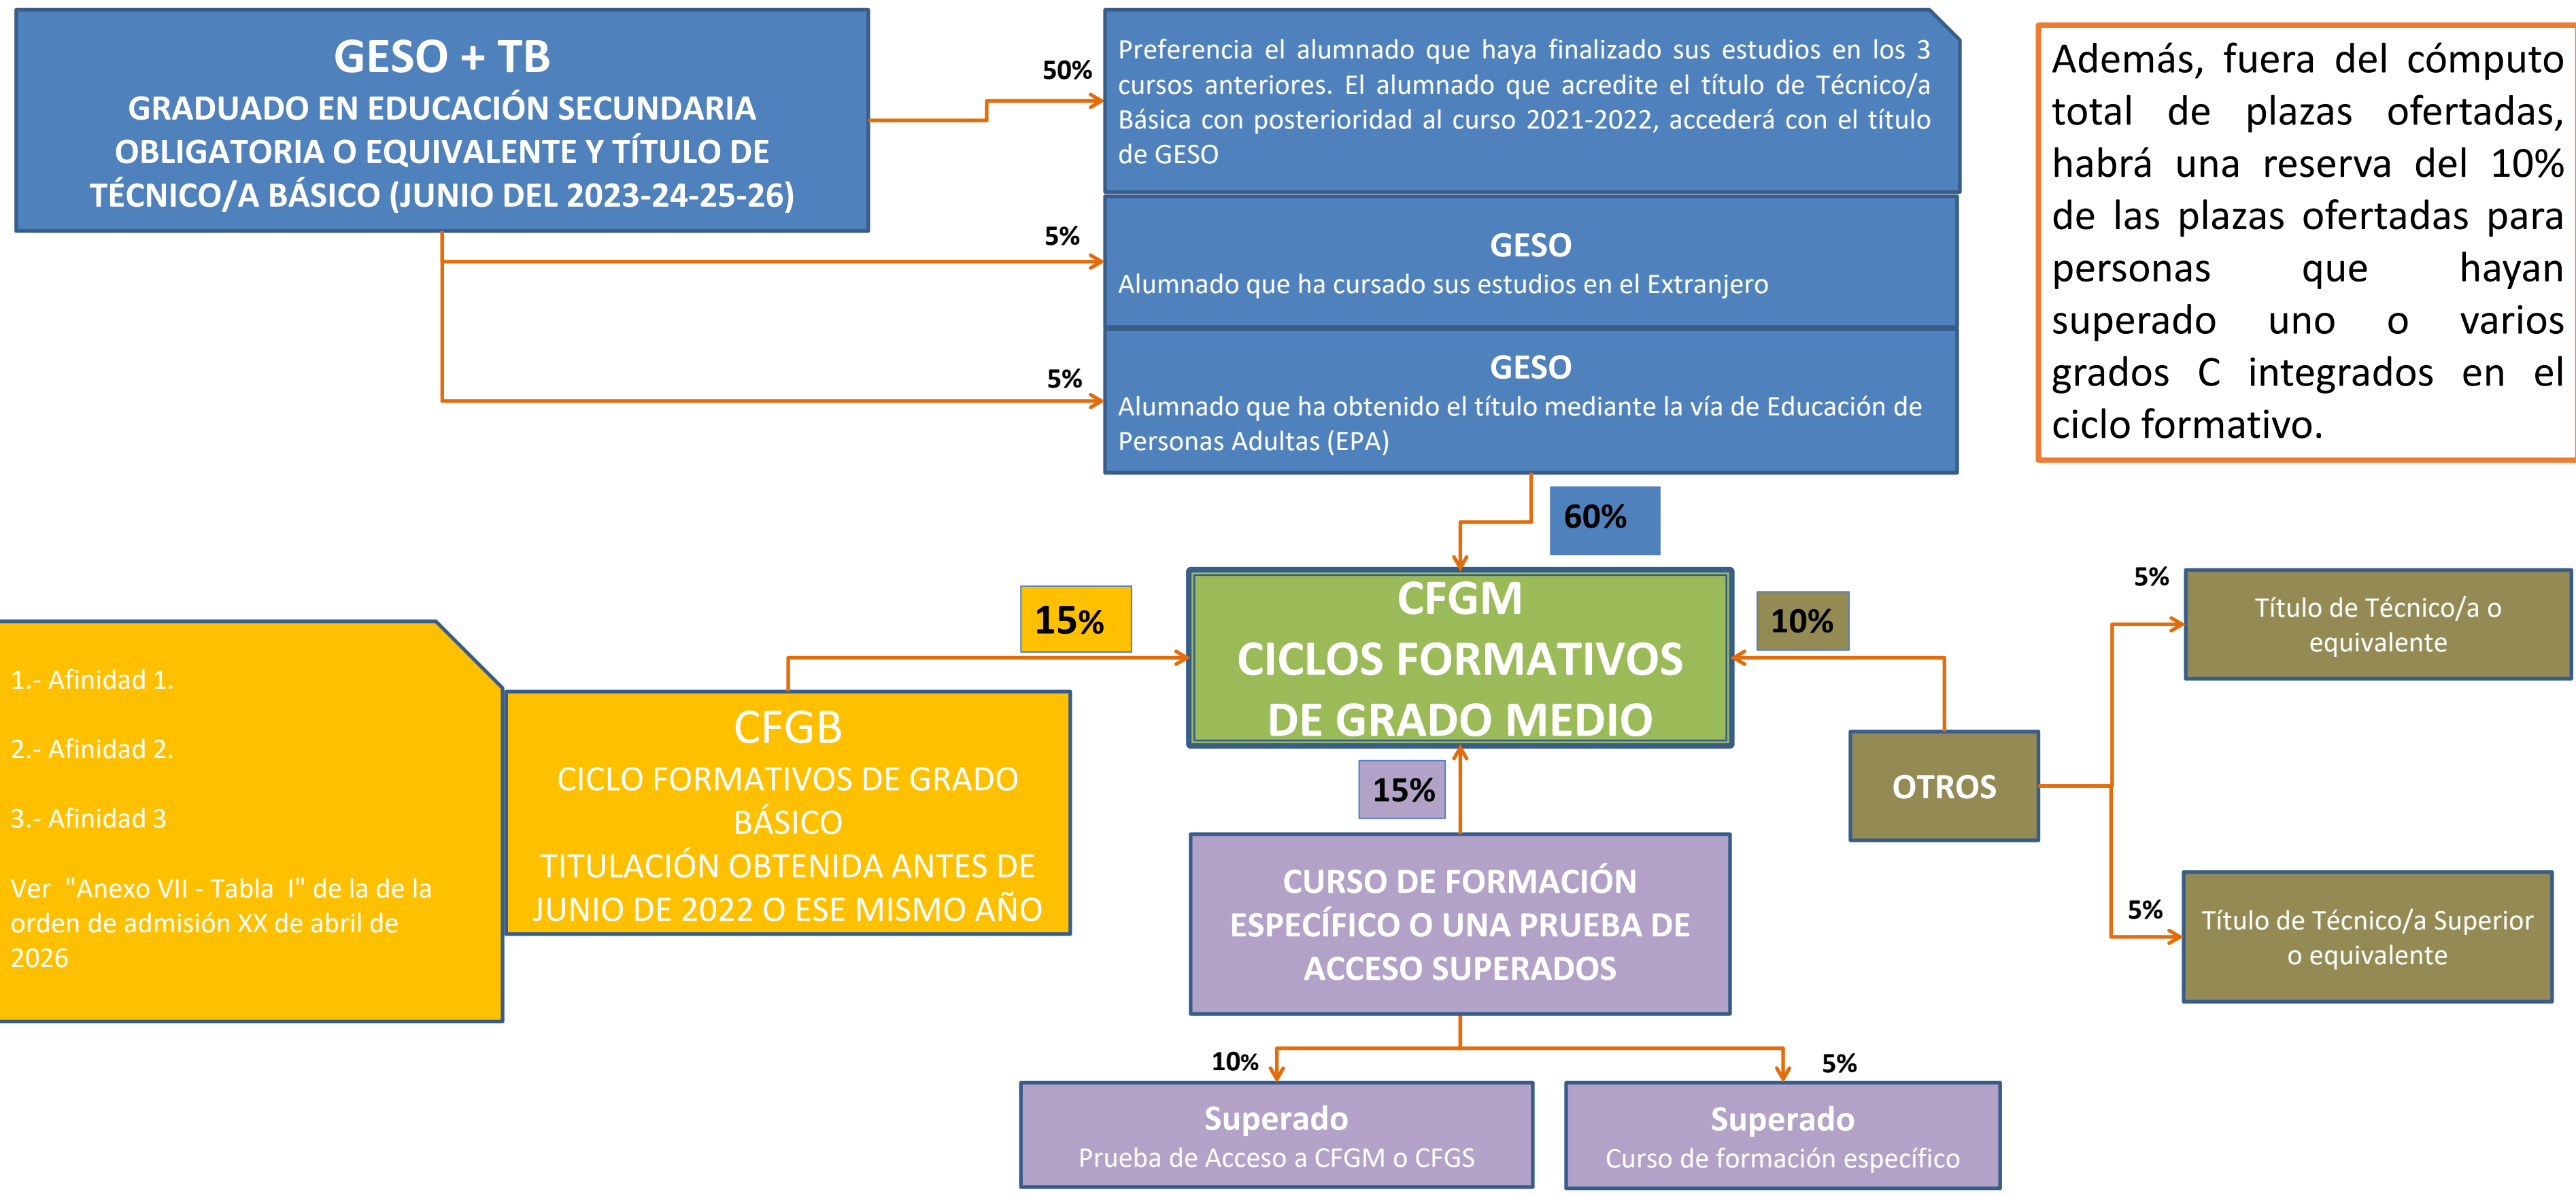 GESO + TB
GRADUADO EN EDUCACIÓN SECUNDARIA
OBLIGATORIA O EQUIVALENTE Y TÍTULO DE
TÉCNICO/A BÁSICO (JUNIO DEL 2023-24-25-26)
50%
Preferencia el alumnado que haya finalizado sus estudios en los 3
cursos anteriores. El alumnado que acredite el título de Técnico/a
Básica con posterioridad al curso 2021-2022, accederá con el título
de GESO
5%
GESO
Alumnado que ha cursado sus estudios en el Extranjero
5%
GESO
Alumnado que ha obtenido el título mediante la vía de Educación de
Personas Adultas (EPA)
Además, fuera del cómputo
total de plazas ofertadas,
habrá una reserva del 10%
de las plazas ofertadas para
personas que hayan
superado uno o varios
grados C integrados en el
ciclo formativo.
60%
15%
CFGM
CICLOS FORMATIVOS
DE GRADO MEDIO
10%
5%
Título de Técnico/a o
equivalente
1.- Afinidad 1.
2.- Afinidad 2.
3.- Afinidad 3
Ver "Anexo VII - Tabla I" de la de la
orden de admisión XX de abril de
2026
CFGB
CICLO FORMATIVOS DE GRADO
BÁSICO
TITULACIÓN OBTENIDA ANTES DE
JUNIO DE 2022 O ESE MISMO AÑO
15%
OTROS
CURSO DE FORMACIÓN
ESPECÍFICO O UNA PRUEBA DE
ACCESO SUPERADOS
5%
Título de Técnico/a Superior
o equivalente
10%
Superado
Prueba de Acceso a CFGM o CFGS
5%
Superado
Curso de formación específico